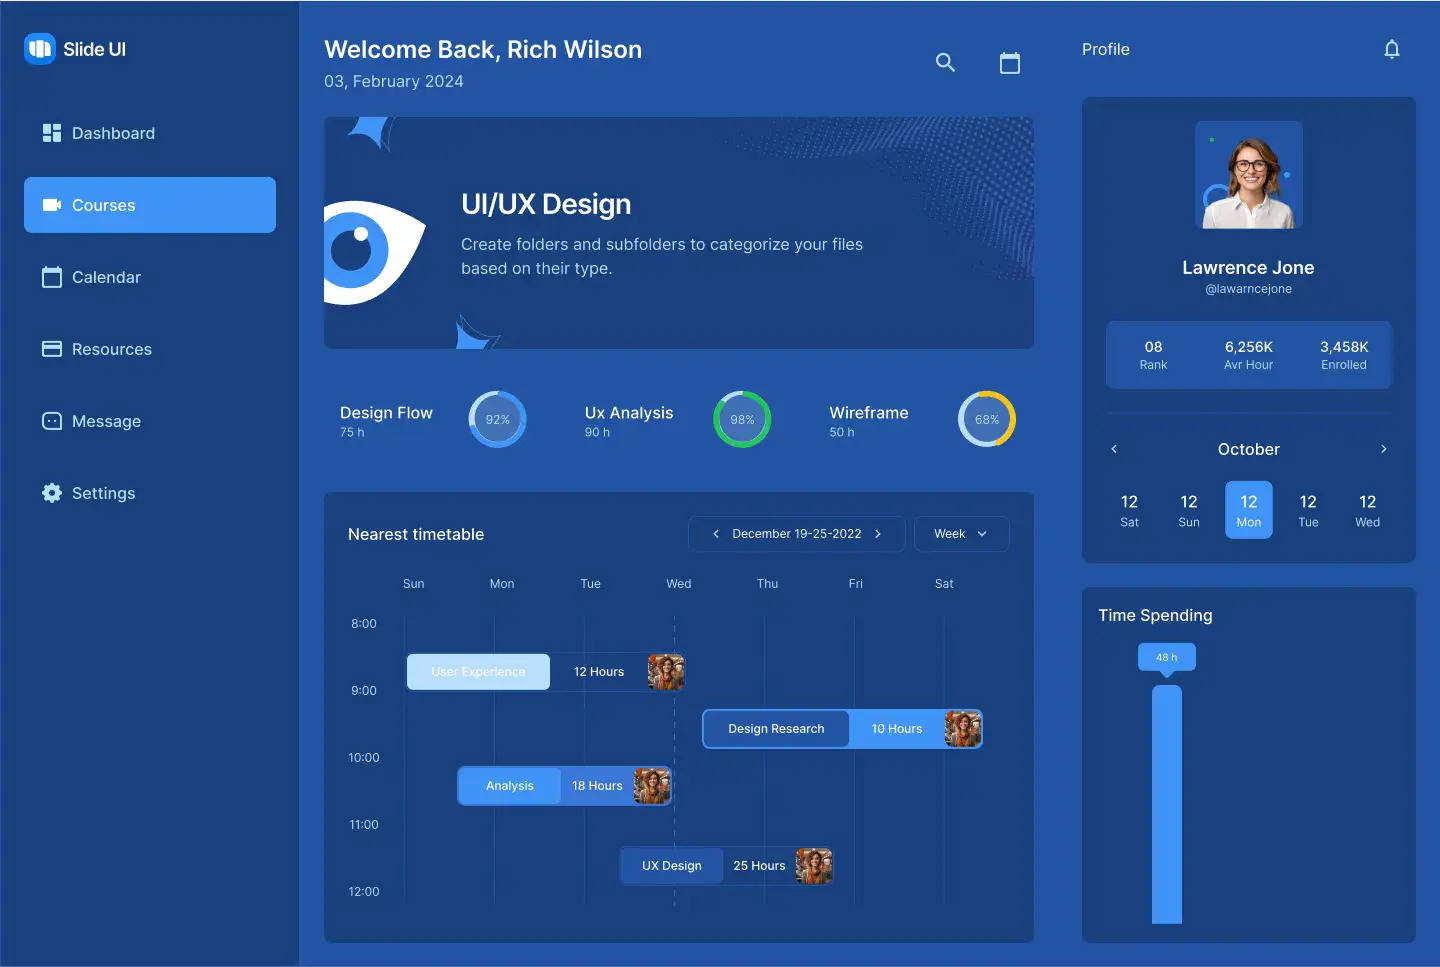 Slide UI
Dashboard
Courses
Calendar
Resources
Message
Settings
Welcome Back, Rich Wilson
03, February 2024
UI/UX Design
Create folders and subfolders to categorize your files
based on their type.
Design Flow
75 h
92%
Ux Analysis
90 h
98%
Wireframe
50 h
68%
Nearest timetable
December 19-25-2022
Week
Sun Mon Tue Wed Thu Fri Sat
8:00
User Experience 12 Hours
9:00
Design Research 10 Hours
10:00
Analysis 18 Hours
11:00
UX Design 25 Hours
12:00
Profile
Lawrence Jone
@lawarncejone
08 6,256K 3,458K
Rank Avr Hour Enrolled
October
12 12 12 12 12
Sat Sun Mon Tue Wed
Time Spending
48 h